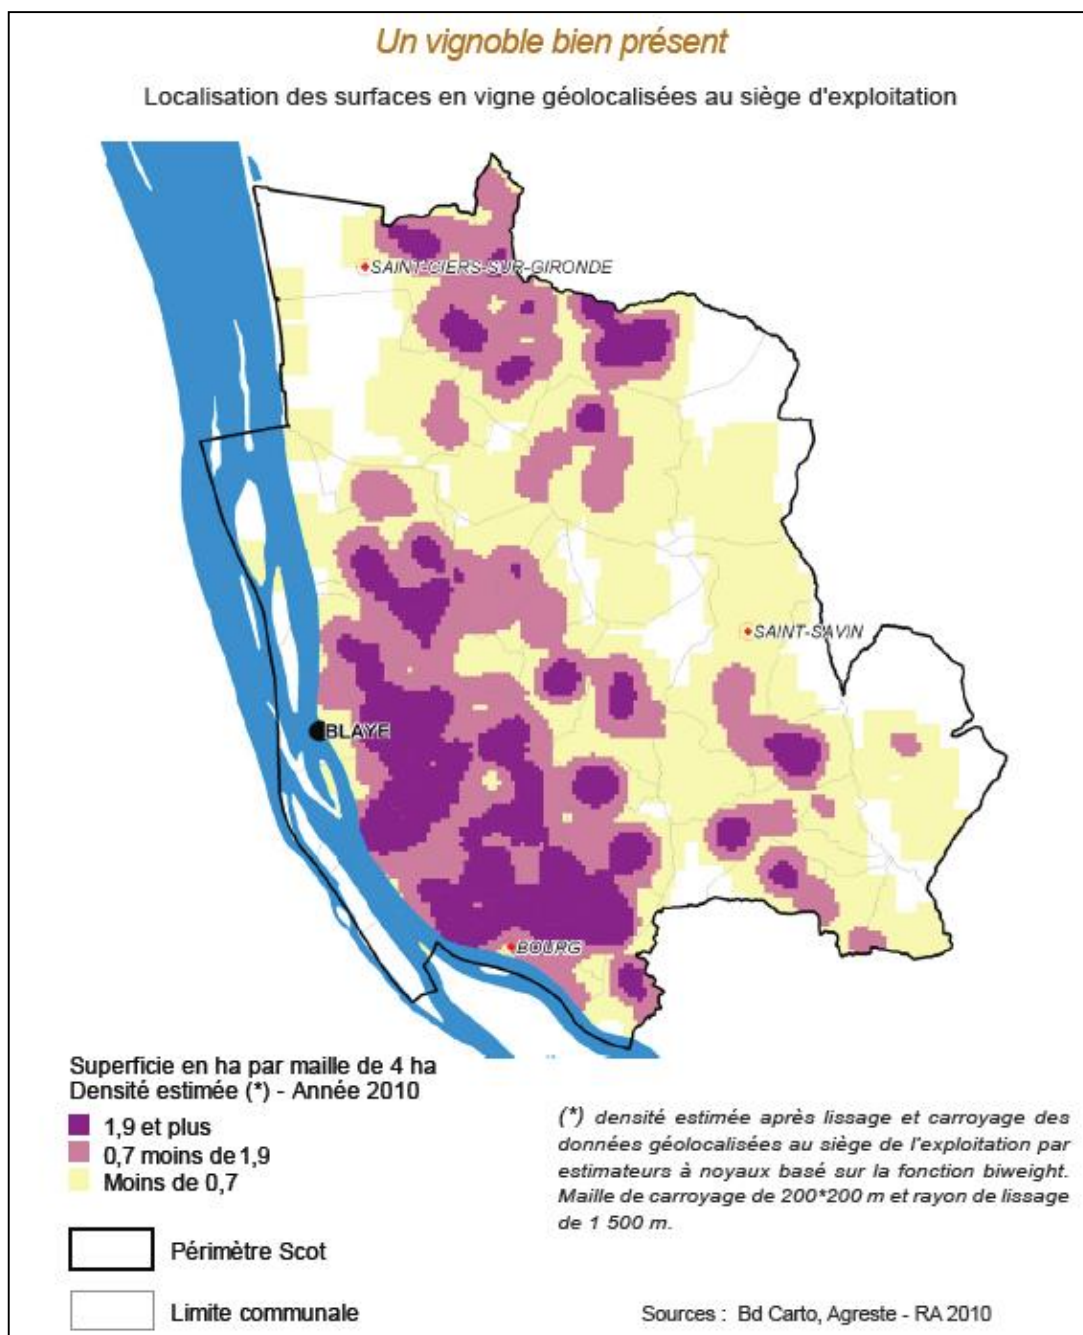 Un vignoble bien présent
Localisation des surfaces en vigne géolocalisées au siège d'exploitation
SAINT-CIERS-SUR-GIRONDE
SAINT-SAVIN
BLAYE
BOURG
Superficie en ha par maille de 4 ha
Densité estimée (*) - Année 2010
1,9 et plus
0,7 moins de 1,9
Moins de 0,7
Périmètre Scot
Limite communale
(*) densité estimée après lissage et carroyage des
données géolocalisées au siège de l'exploitation par
estimateurs à noyaux basé sur la fonction biweight.
Maille de carroyage de 200*200 m et rayon de lissage
de 1 500 m.
Sources : Bd Carto, Agreste - RA 2010